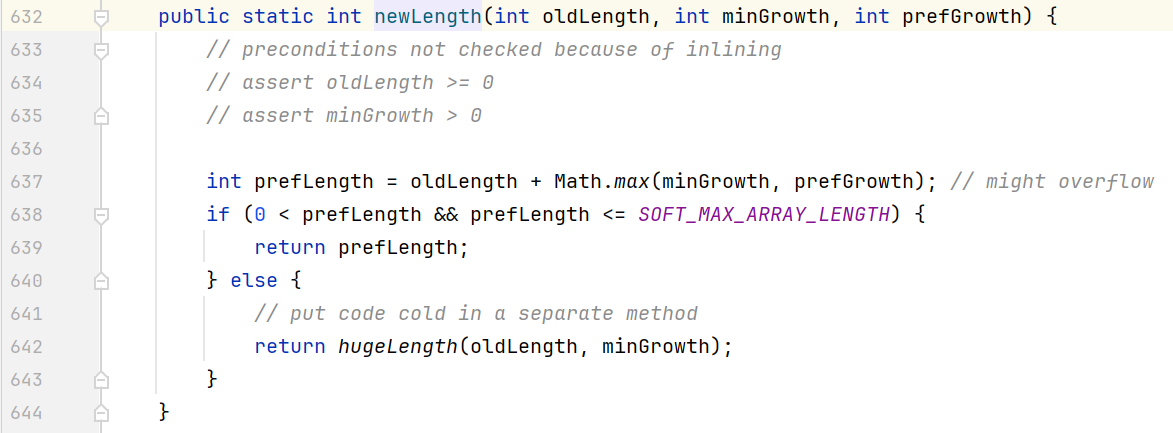 632 public static int newLength(int oldLength, int minGrowth, int prefGrowth) {
633 // preconditions not checked because of inlining
634 // assert oldLength >= 0
635 // assert minGrowth > 0
636
637 int prefLength = oldLength + Math.max(minGrowth, prefGrowth); // might overflow
638 if (0 < prefLength && prefLength <= SOFT_MAX_ARRAY_LENGTH) {
639 return prefLength;
640 } else {
641 // put code cold in a separate method
642 return hugeLength(oldLength, minGrowth);
643 }
644 }